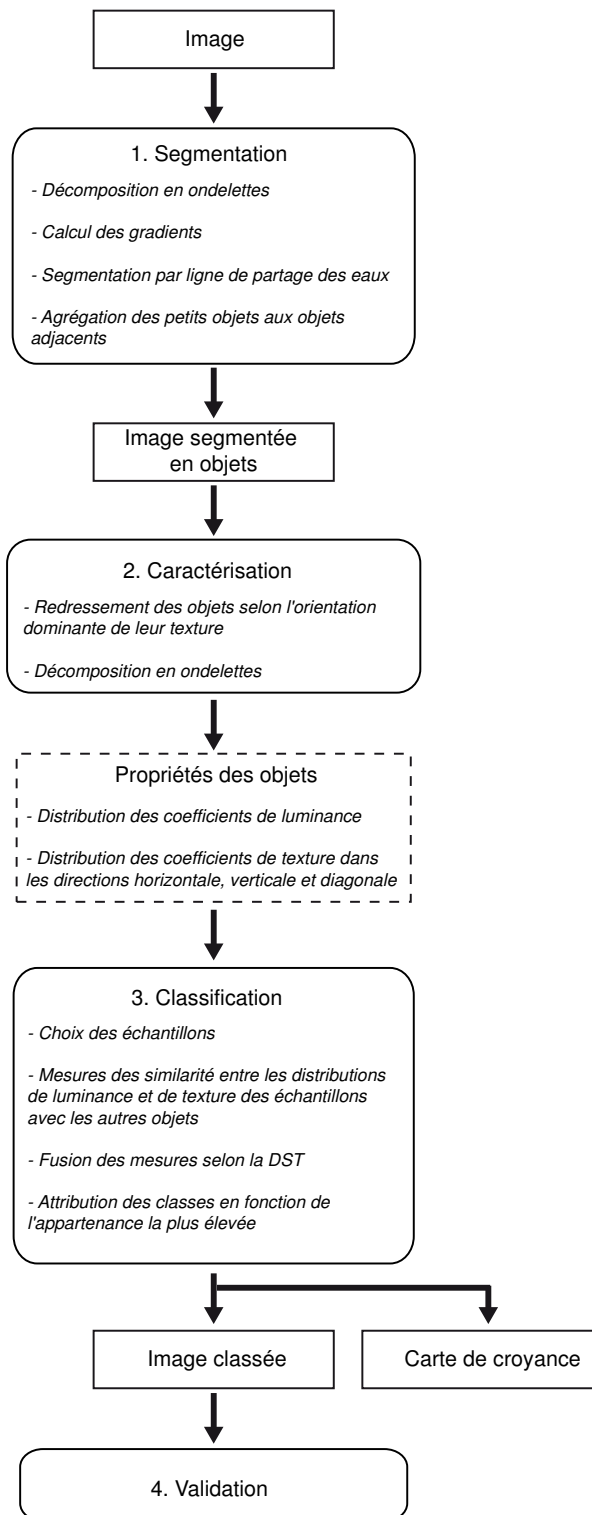 Image
1. Segmentation
- Décomposition en ondelettes
- Calcul des gradients
- Segmentation par ligne de partage des eaux
- Agrégation des petits objets aux objets
adjacents
Image segmentée
en objets
2. Caractérisation
- Redressement des objets selon l'orientation
dominante de leur texture
- Décomposition en ondelettes
Propriétés des objets
- Distribution des coefficients de luminance
- Distribution des coefficients de texture dans
les directions horizontale, verticale et diagonale
3. Classification
- Choix des échantillons
- Mesures des similarité entre les distributions
de luminance et de texture des échantillons
avec les autres objets
- Fusion des mesures selon la DST
- Attribution des classes en fonction de
l'appartenance la plus élevée
Image classée
Carte de croyance
4. Validation